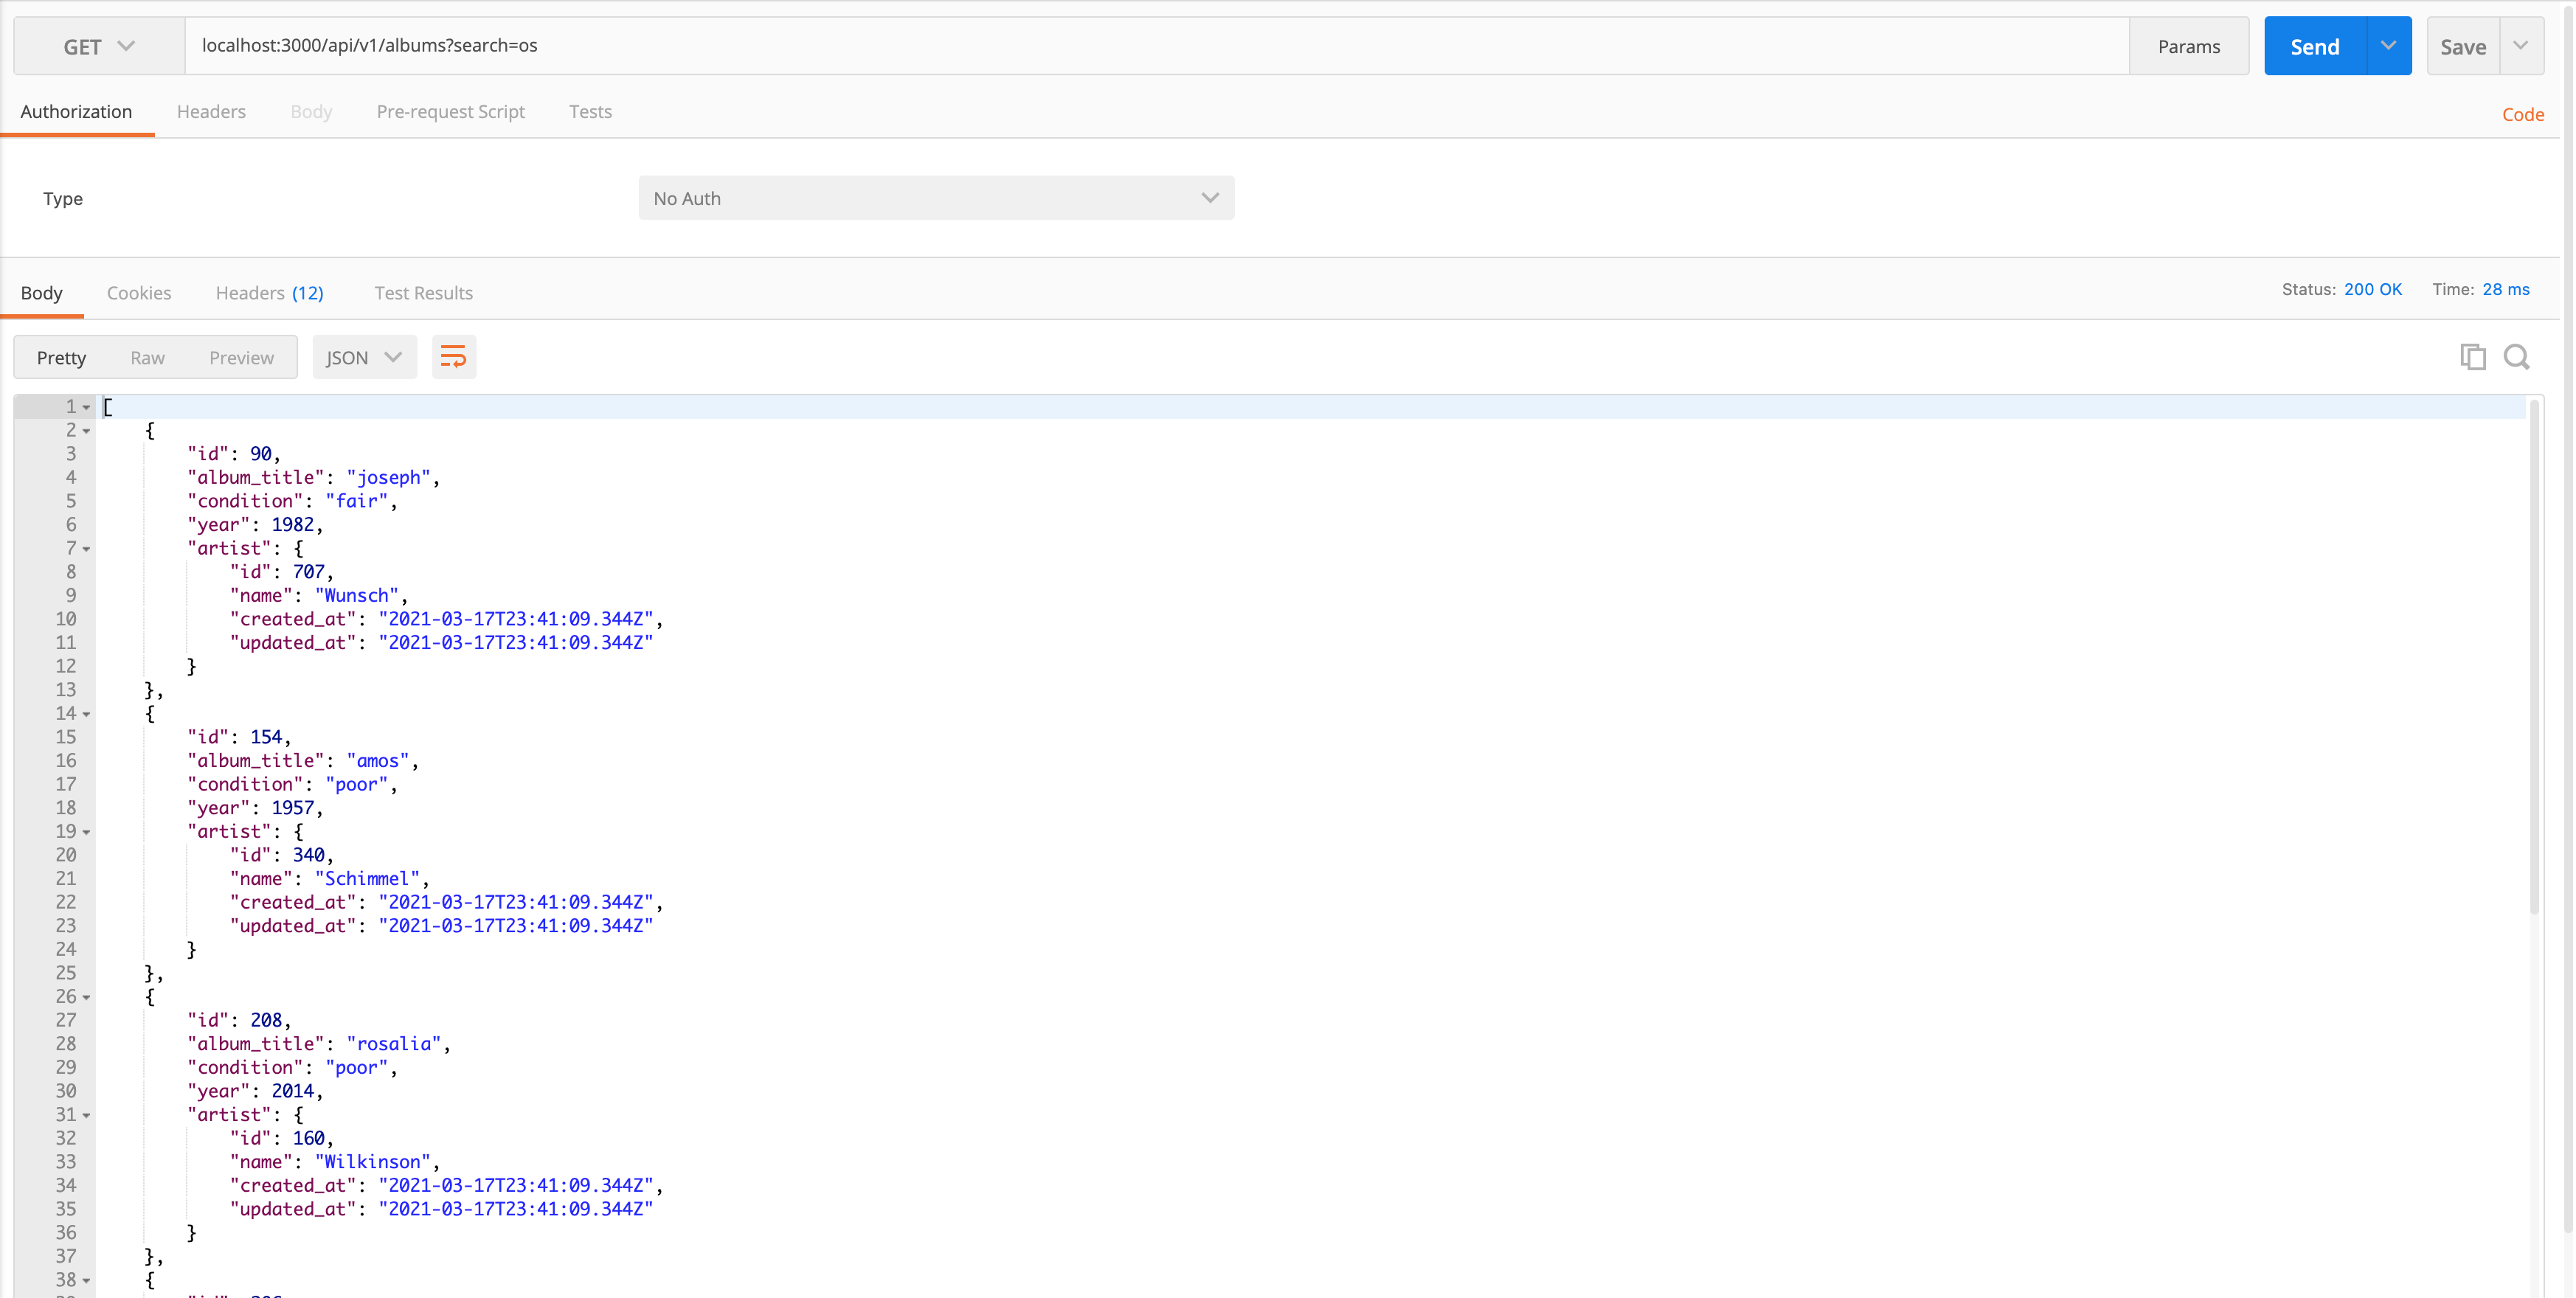 GET localhost:3000/api/v1/albums?search=os Params Send Save
Authorization Headers Body Pre-request Script Tests Code
Type No Auth
Body Cookies Headers (12) Test Results Status: 200 OK Time: 28 ms
Pretty Raw Preview JSON
1 [
2 {
3 "id": 90,
4 "album_title": "joseph",
5 "condition": "fair",
6 "year": 1982,
7 "artist": {
8 "id": 707,
9 "name": "Wunsch",
10 "created_at": "2021-03-17T23:41:09.344Z",
11 "updated_at": "2021-03-17T23:41:09.344Z"
12 }
13 },
14 {
15 "id": 154,
16 "album_title": "amos",
17 "condition": "poor",
18 "year": 1957,
19 "artist": {
20 "id": 340,
21 "name": "Schimmel",
22 "created_at": "2021-03-17T23:41:09.344Z",
23 "updated_at": "2021-03-17T23:41:09.344Z"
24 }
25 },
26 {
27 "id": 208,
28 "album_title": "rosalia",
29 "condition": "poor",
30 "year": 2014,
31 "artist": {
32 "id": 160,
33 "name": "Wilkinson",
34 "created_at": "2021-03-17T23:41:09.344Z",
35 "updated_at": "2021-03-17T23:41:09.344Z"
36 }
37 },
38 {